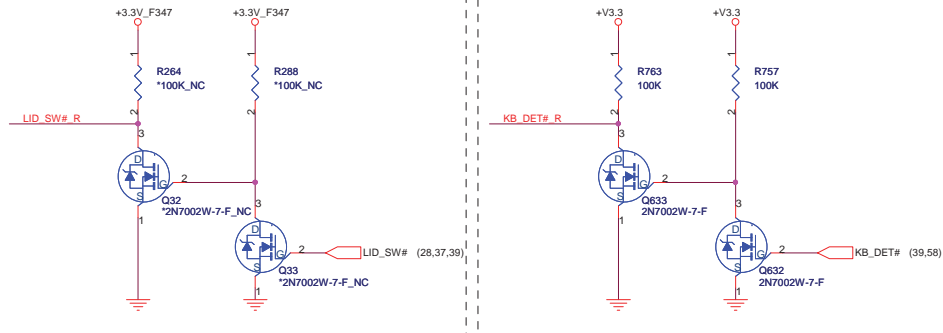 +3.3V_F347
+3.3V_F347
+V3.3
+V3.3
1
1
1
1
R264
*100K_NC
R288
*100K_NC
R763
100K
R757
100K
2
2
2
2
LID_SW#_R
KB_DET#_R
3
3
D
D
2
2
G
G
S
S
Q32
*2N7002W-7-F_NC
Q633
2N7002W-7-F
1
3
1
3
D
D
2
LID_SW# (28,37,39)
2
KB_DET# (39,58)
G
G
S
S
Q33
*2N7002W-7-F_NC
Q632
2N7002W-7-F
1
1